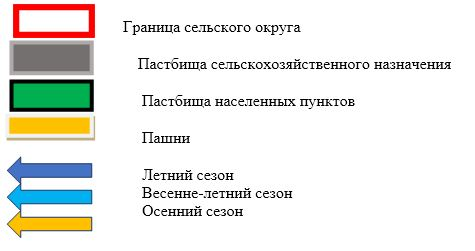 Граница сельского округа
Пастбища сельскохозяйственного назначения
Пастбища населенных пунктов
Пашни
Летний сезон
Весенне-летний сезон
Осенний сезон